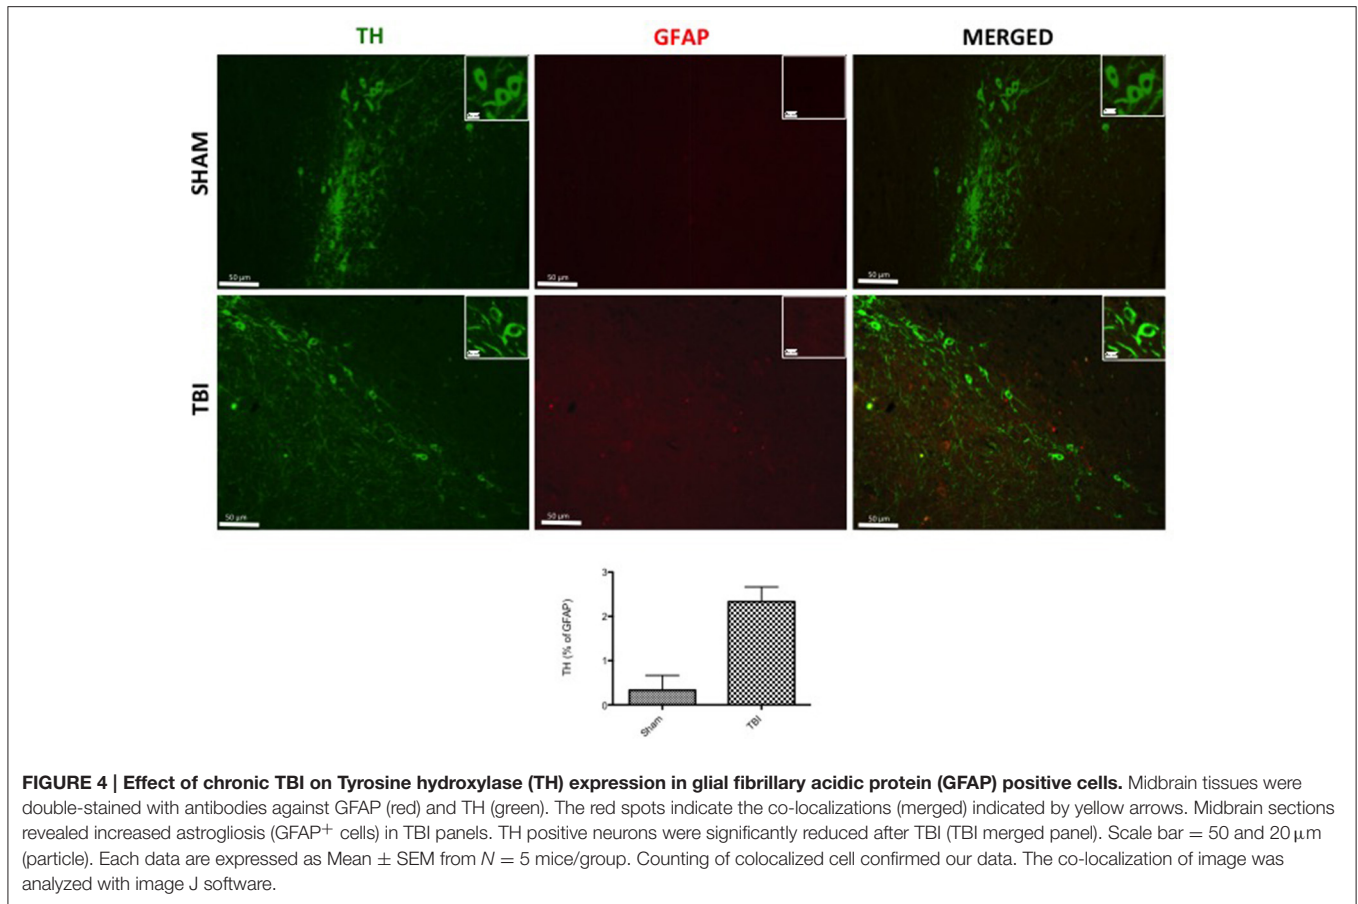 TH GFAP MERGED
SHAM
50 µm 50 µm 50 µm
TBI
50 µm 50 µm 50 µm
3
2
1
0
TH (% of GFAP)
Sham TBI
FIGURE 4 | Effect of chronic TBI on Tyrosine hydroxylase (TH) expression in glial fibrillary acidic protein (GFAP) positive cells. Midbrain tissues were
double-stained with antibodies against GFAP (red) and TH (green). The red spots indicate the co-localizations (merged) indicated by yellow arrows. Midbrain sections
revealed increased astrogliosis (GFAP+ cells) in TBI panels. TH positive neurons were significantly reduced after TBI (TBI merged panel). Scale bar = 50 and 20 µm
(particle). Each data are expressed as Mean ± SEM from N = 5 mice/group. Counting of colocalized cell confirmed our data. The co-localization of image was
analyzed with image J software.